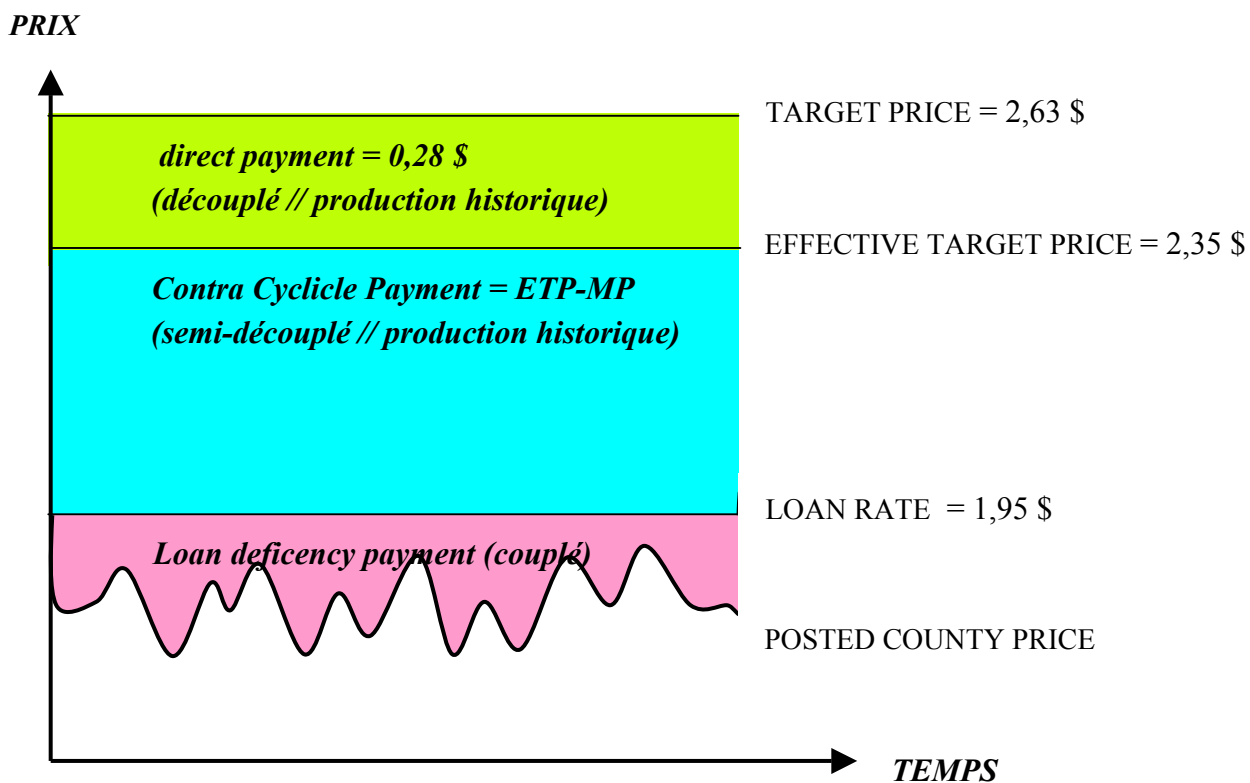 PRIX
TARGET PRICE = 2,63 $
direct payment = 0,28 $
(découplé // production historique)
EFFECTIVE TARGET PRICE = 2,35 $
Contra Cyclicle Payment = ETP-MP
(semi-découplé // production historique)
LOAN RATE = 1,95 $
Loan deficency payment (couplé)
POSTED COUNTY PRICE
TEMPS